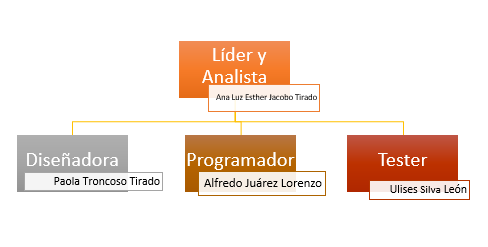 Líder y
Analista
Ana Luz Esther Jacobo Tirado
Diseñadora
Paola Troncoso Tirado
Programador
Alfredo Juárez Lorenzo
Tester
Ulises Silva León